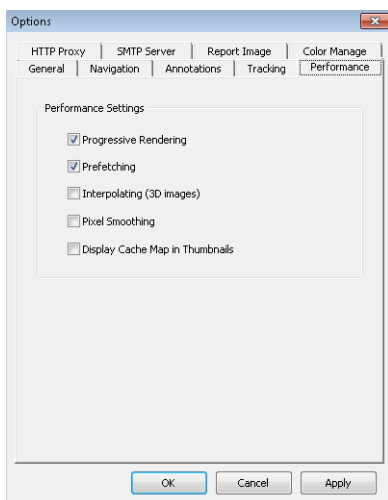 Options
HTTP Proxy SMTP Server Report Image Color Manage
General Navigation Annotations Tracking Performance
Performance Settings
Progressive Rendering
Prefetching
Interpolating (3D images)
Pixel Smoothing
Display Cache Map in Thumbnails
OK Cancel Apply